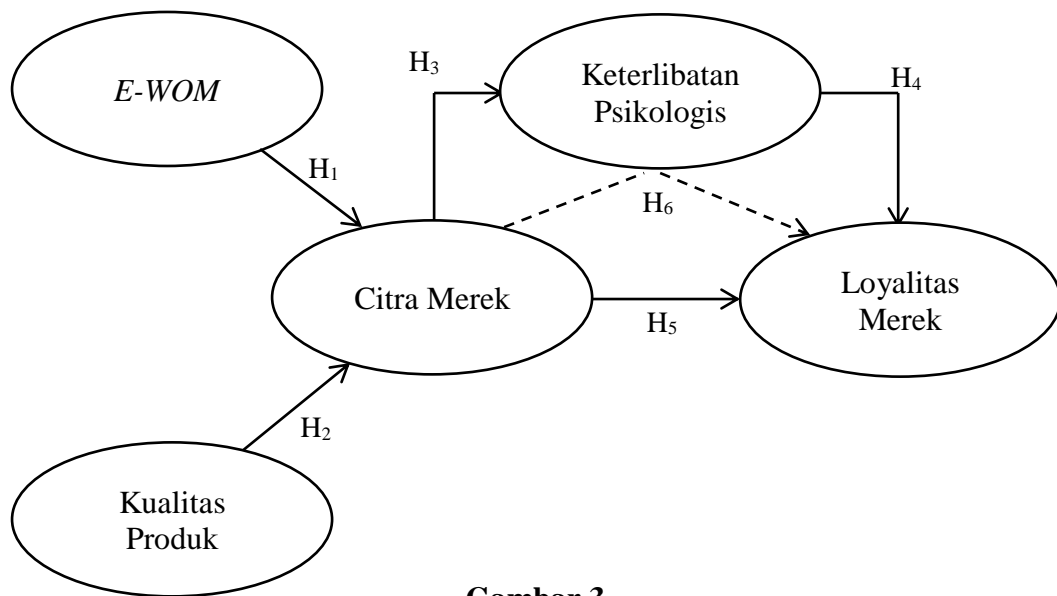 E-WOM
H1
H3
Keterlibatan
Psikologis
H4
H6
Citra Merek
H5
Loyalitas
Merek
H2
Kualitas
Produk
Gambar 3